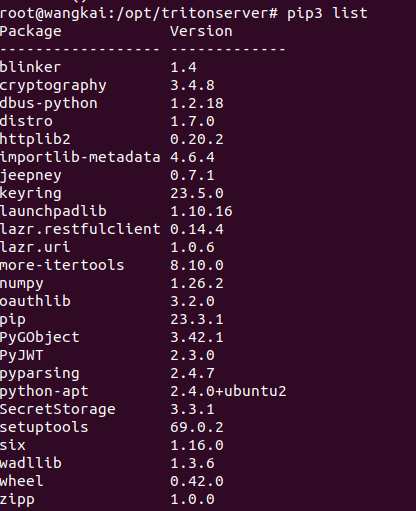 root@wangkai:/opt/tritonserver# pip3 list
Package            Version
------------------ -------------
blinker            1.4
cryptography       3.4.8
dbus-python        1.2.18
distro             1.7.0
httplib2           0.20.2
importlib-metadata 4.6.4
jeepney            0.7.1
keyring            23.5.0
launchpadlib       1.10.16
lazr.restfulclient 0.14.4
lazr.uri           1.0.6
more-itertools     8.10.0
numpy              1.26.2
oauthlib           3.2.0
pip                23.3.1
PyGObject          3.42.1
PyJWT              2.3.0
pyparsing          2.4.7
python-apt         2.4.0+ubuntu2
SecretStorage      3.3.1
setuptools         69.0.2
six                1.16.0
wadllib            1.3.6
wheel              0.42.0
zipp               1.0.0